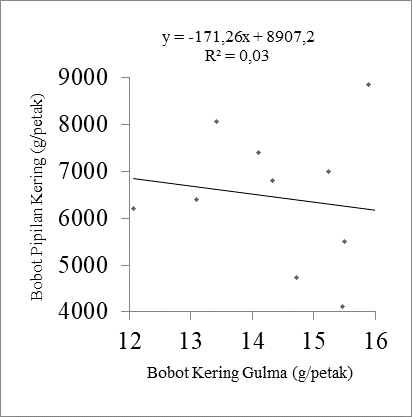 y = -171,26x + 8907,2
R² = 0,03
Bobot Pipilan Kering (g/petak)
9000
8000
7000
6000
5000
4000
12 13 14 15 16
Bobot Kering Gulma (g/petak)